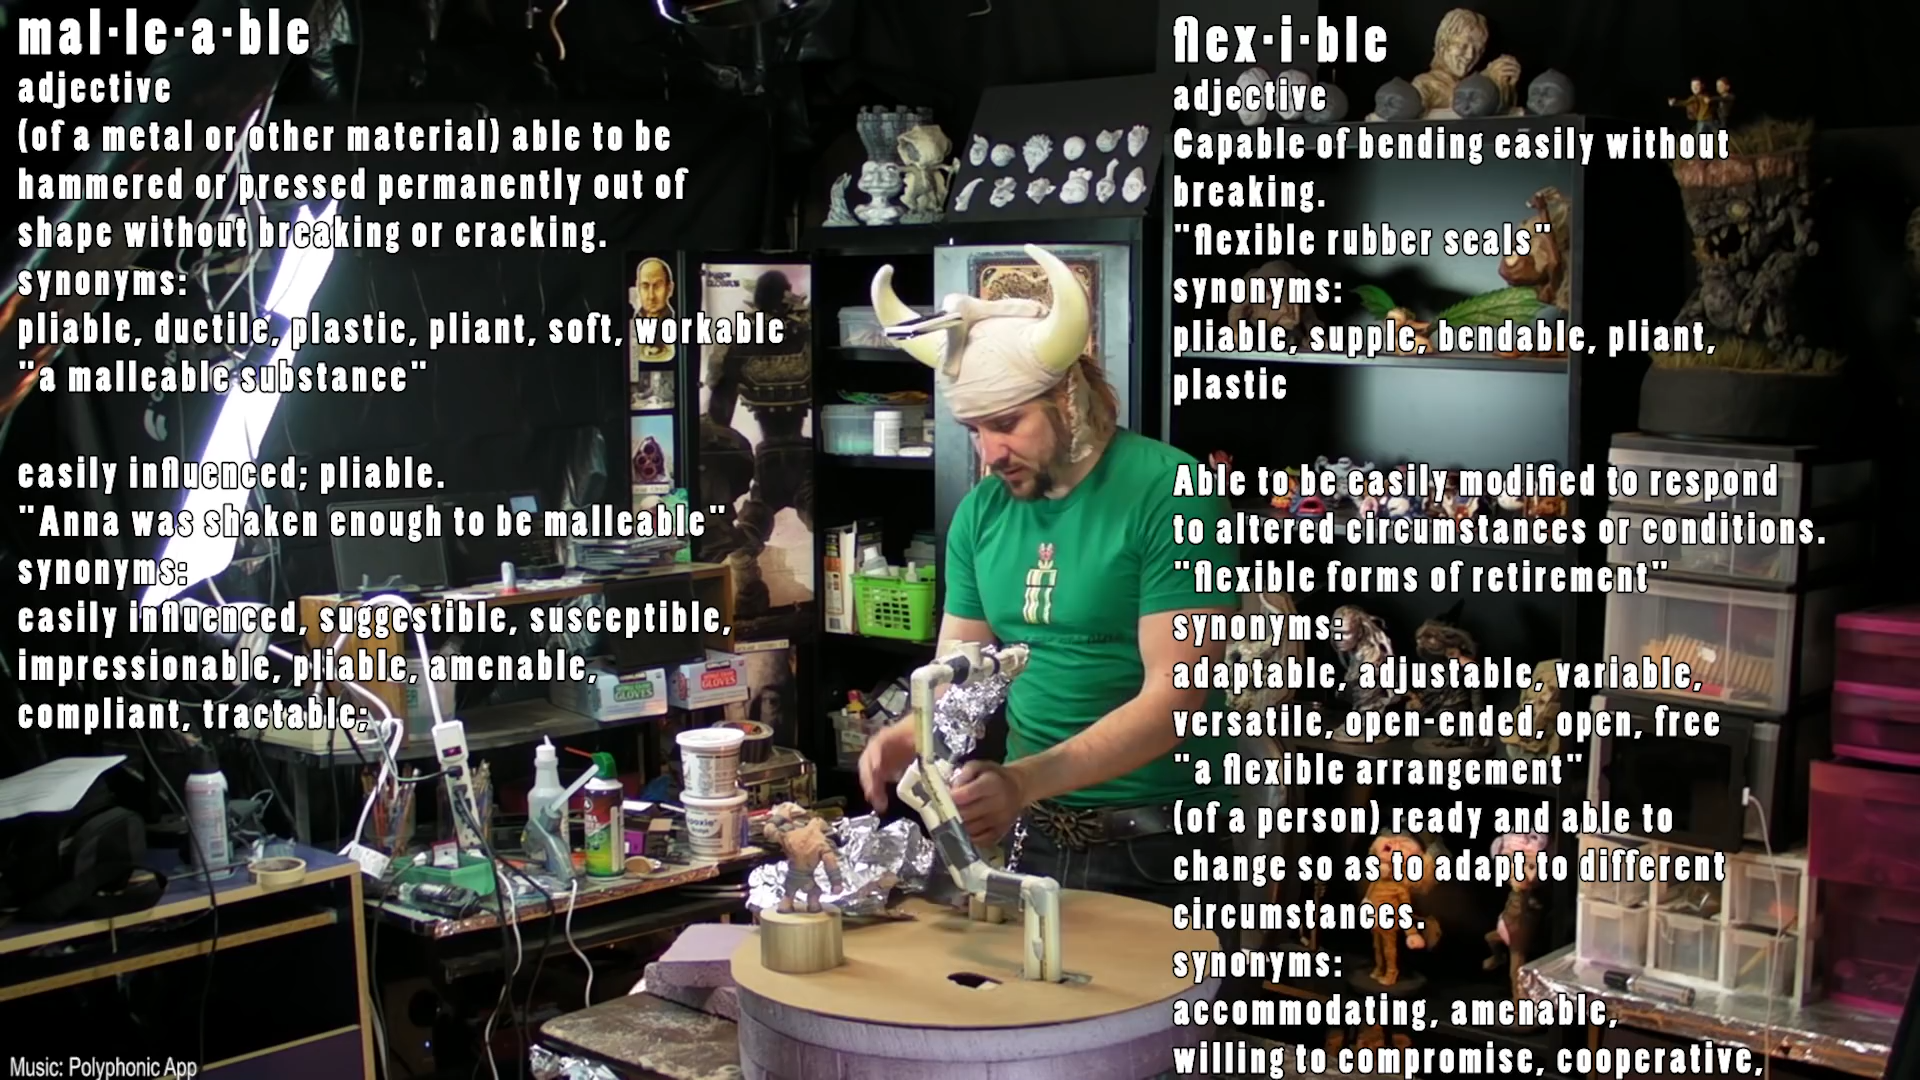 mal·le·a·ble
adjective
(of a metal or other material) able to be
hammered or pressed permanently out of
shape without breaking or cracking.
synonyms:
pliable, ductile, plastic, pliant, soft, workable
"a malleable substance"
easily influenced; pliable.
"Anna was shaken enough to be malleable"
synonyms:
easily influenced, suggestible, susceptible,
impressionable, pliable, amenable,
compliant, tractable;
flex·i·ble
adjective
Capable of bending easily without
breaking.
"flexible rubber seals"
synonyms:
pliable, supple, bendable, pliant,
plastic
Able to be easily modified to respond
to altered circumstances or conditions.
"flexible forms of retirement"
synonyms:
adaptable, adjustable, variable,
versatile, open-ended, open, free
"a flexible arrangement"
(of a person) ready and able to
change so as to adapt to different
circumstances.
synonyms:
accommodating, amenable,
willing to compromise, cooperative,
GLOVES
GLOVES
Music: Polyphonic App